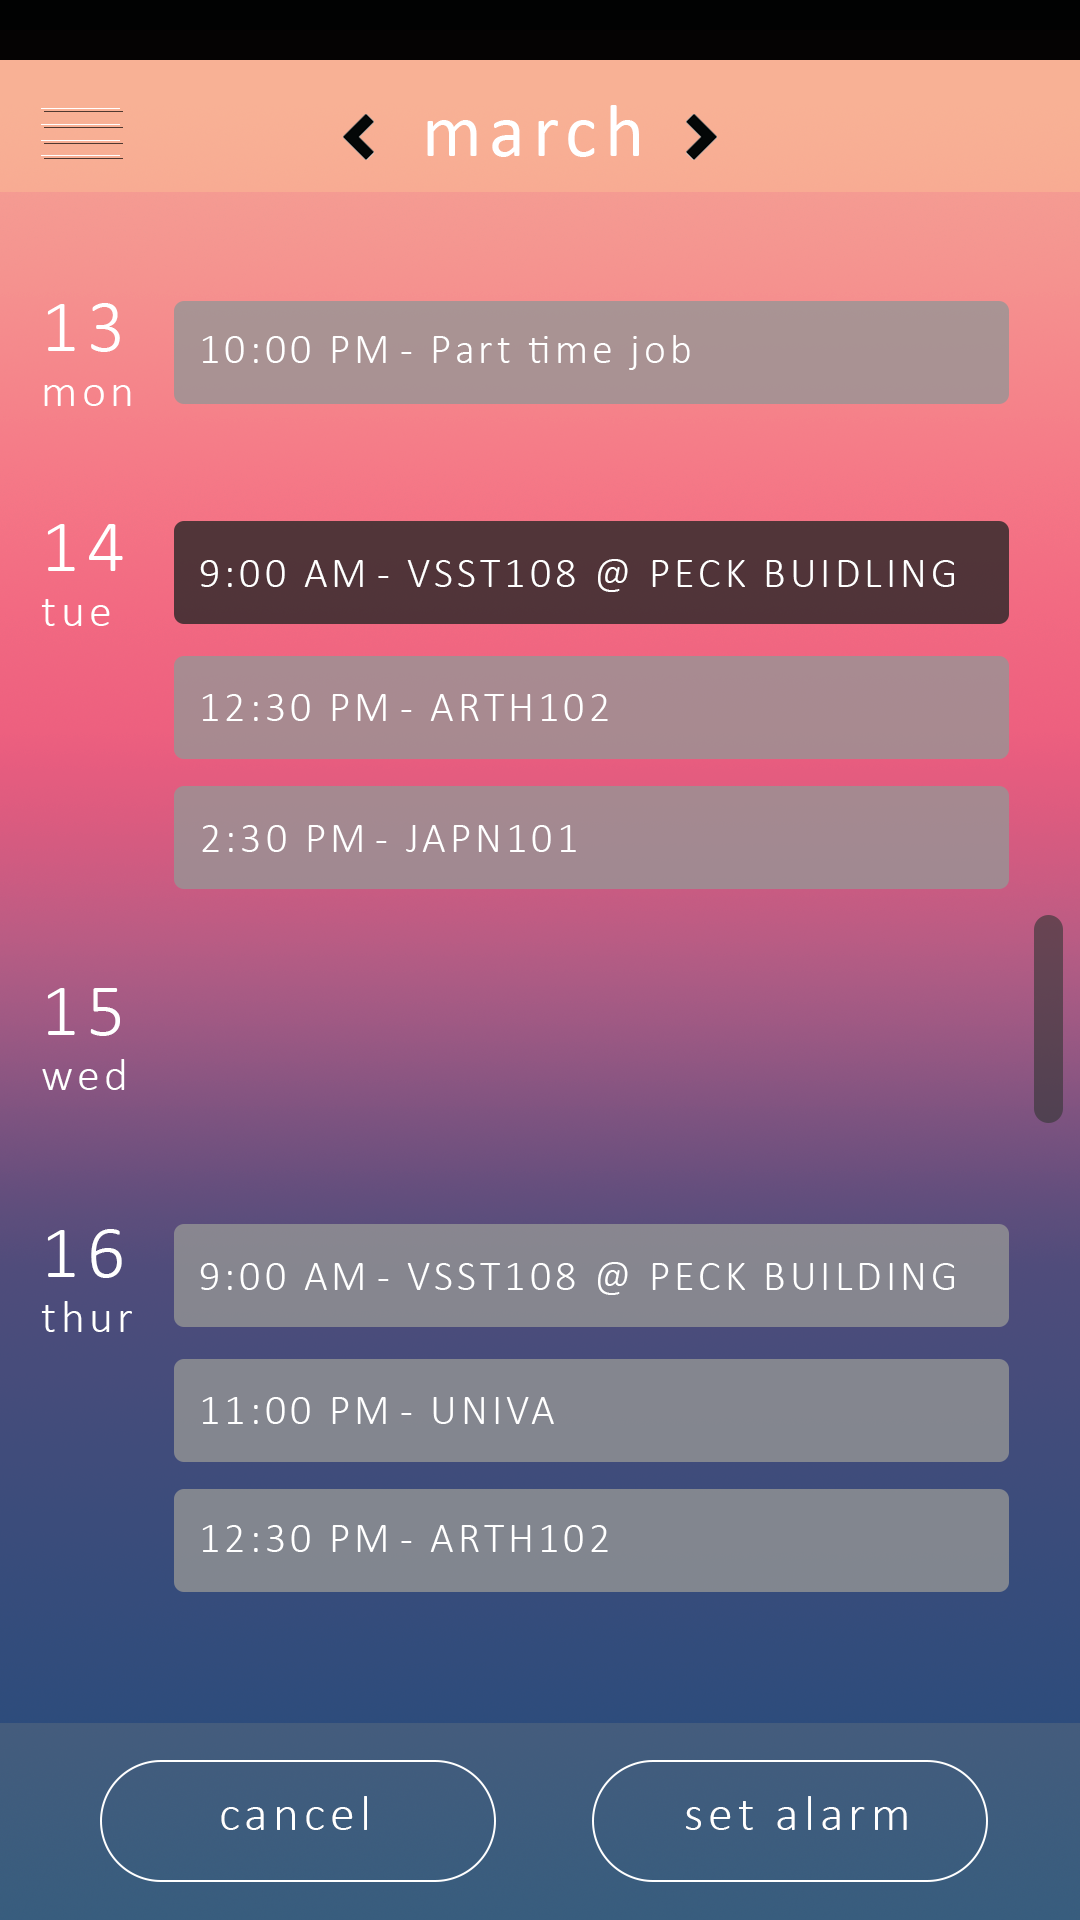 march
13
mon
10:00 PM - Part time job
14
tue
9:00 AM - VSST108 @ PECK BUIDLING
12:30 PM - ARTH102
2:30 PM - JAPN101
15
wed
16
thur
9:00 AM - VSST108 @ PECK BUILDING
11:00 PM - UNIVA
12:30 PM - ARTH102
cancel
set alarm